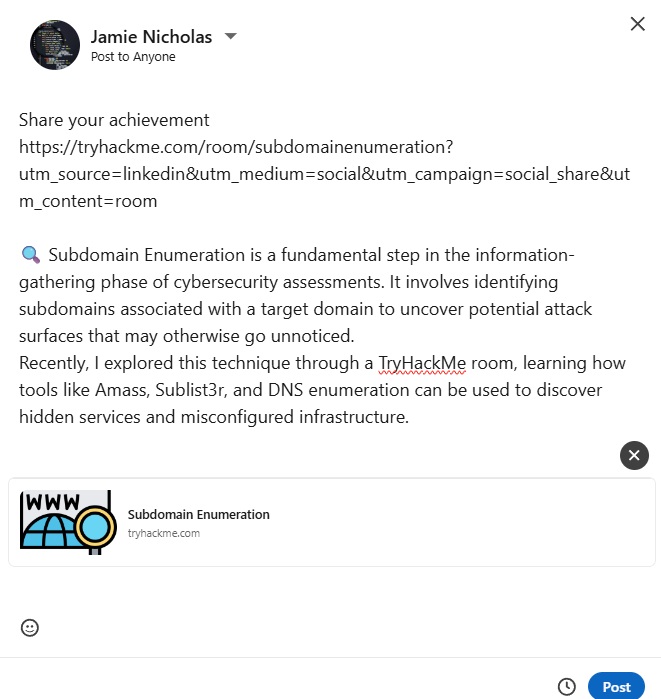 Jamie Nicholas
Post to Anyone
Share your achievement
https://tryhackme.com/room/subdomainenumeration?
utm_source=linkedin&utm_medium=social&utm_campaign=social_share&ut
m_content=room
🔍 Subdomain Enumeration is a fundamental step in the information-
gathering phase of cybersecurity assessments. It involves identifying
subdomains associated with a target domain to uncover potential attack
surfaces that may otherwise go unnoticed.
Recently, I explored this technique through a TryHackMe room, learning how
tools like Amass, Sublist3r, and DNS enumeration can be used to discover
hidden services and misconfigured infrastructure.
WWW
Subdomain Enumeration
tryhackme.com
Post